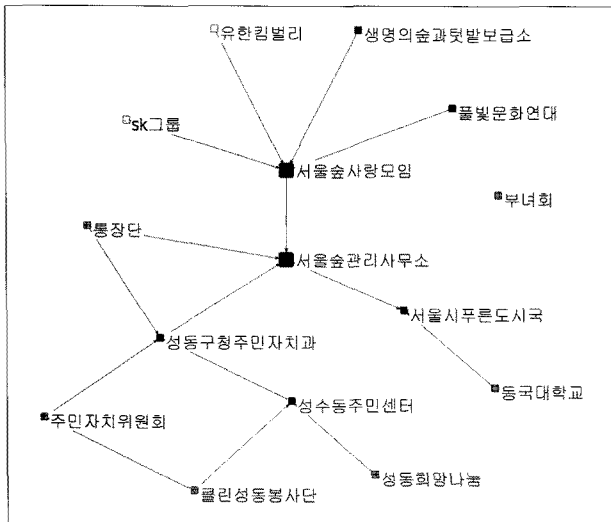 유한킴벌리
생명의숲과텃밭보급소
풀빛문화연대
sk그룹
서울숲사랑모임
부녀회
통장단
서울숲관리사무소
서울시푸른도시국
성동구청주민자치과
동국대학교
성수동주민센터
주민자치위원회
성동희망나눔
클린성동봉사단